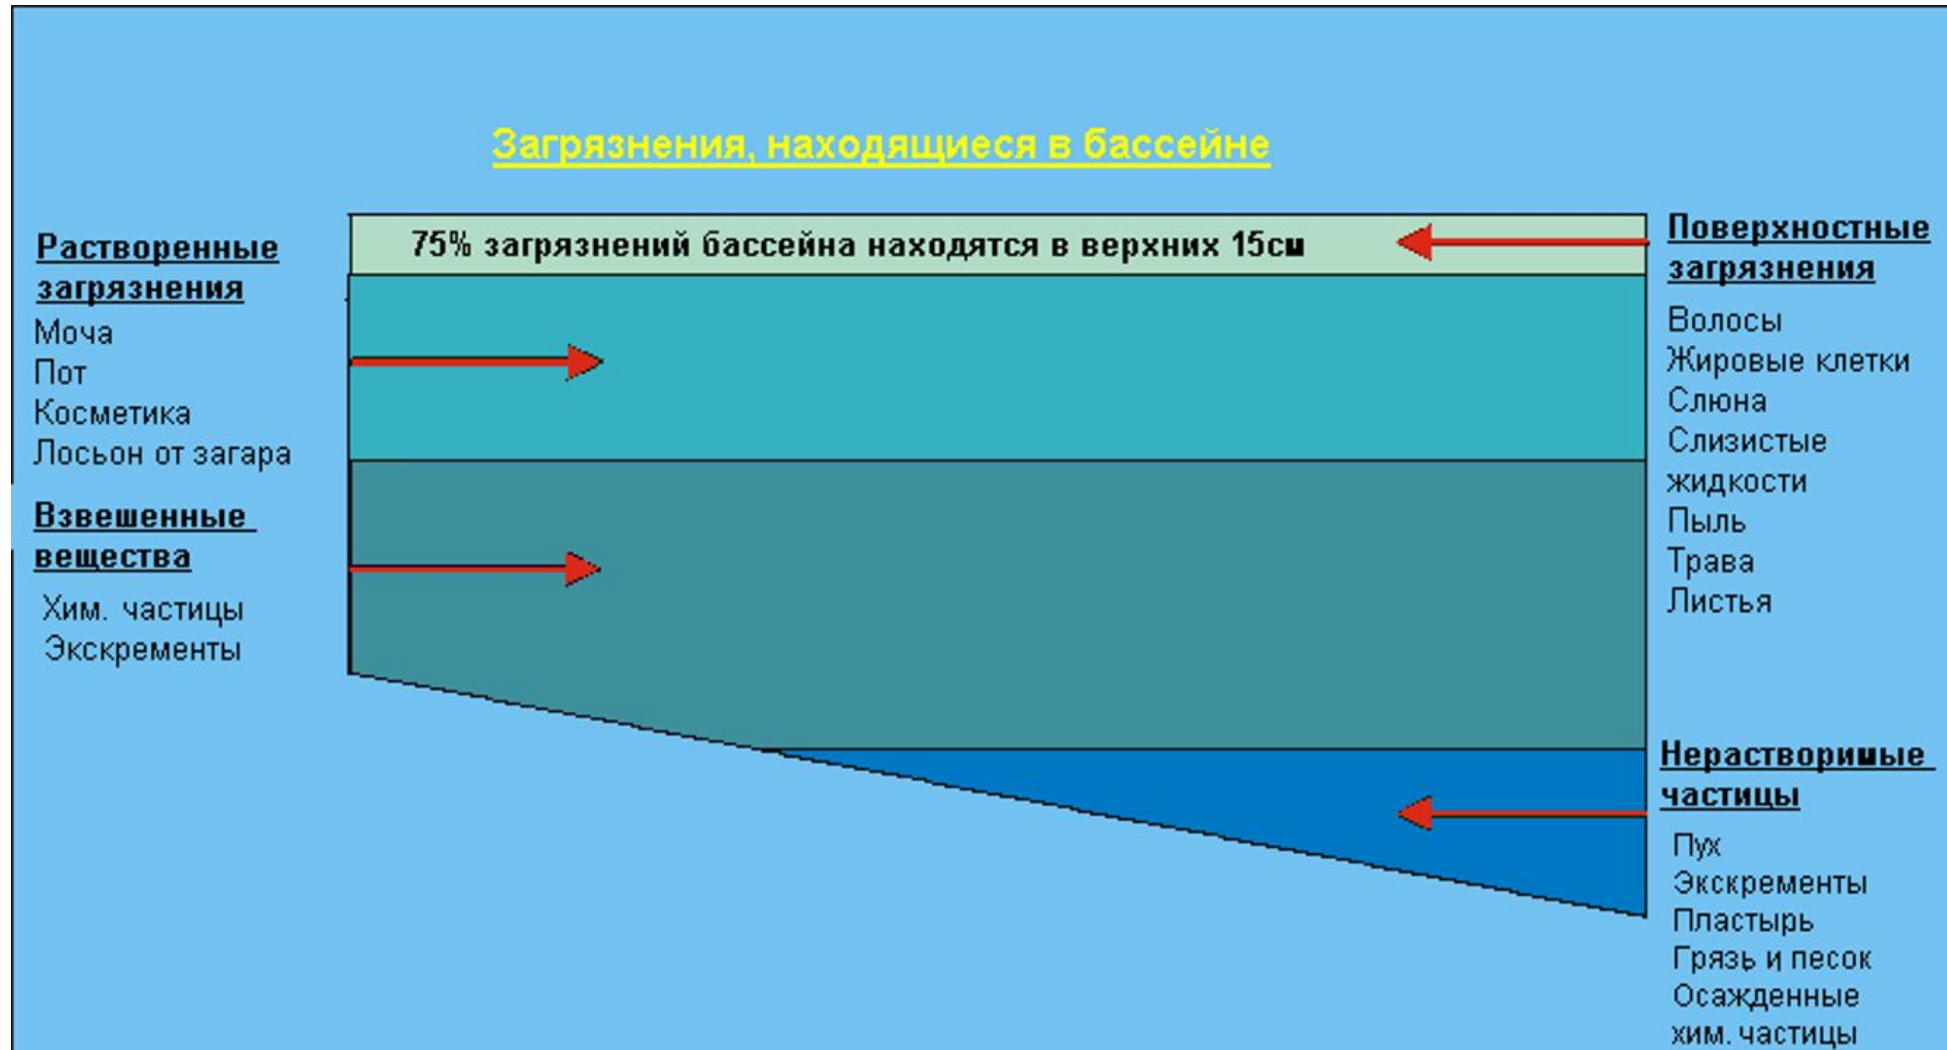 Загрязнения, находящиеся в бассейне
75% загрязнений бассейна находятся в верхних 15см
Растворенные
загрязнения
Моча
Пот
Косметика
Лосьон от загара
Взвешенные
вещества
Хим. частицы
Экскременты
Поверхностные
загрязнения
Волосы
Жировые клетки
Слюна
Слизистые
жидкости
Пыль
Трава
Листья
Нерастворимые
частицы
Пух
Экскременты
Пластырь
Грязь и песок
Осажденные
хим. частицы